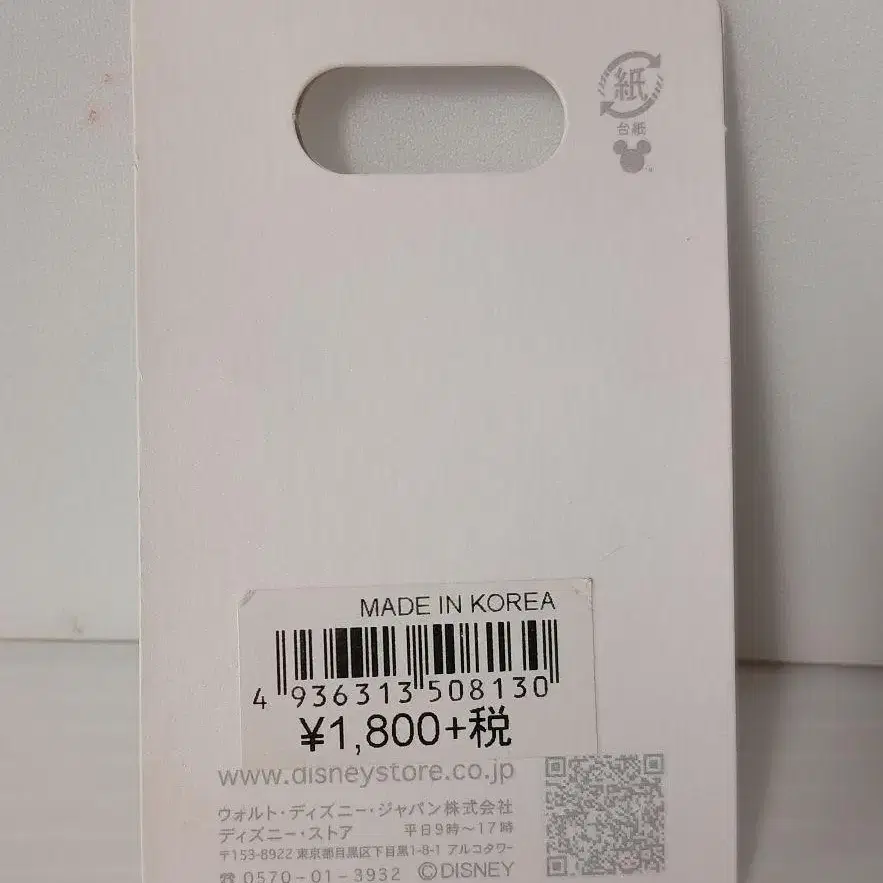 紙
台紙
MADE IN KOREA
4 936313 508130
¥1,800+税
www.disneystore.co.jp
ウォルト・ディズニー・ジャパン株式会社
ディズニー・ストア 平日9時～17時
〒153-8922 東京都目黒区下目黒1-8-1 アルコタワー
☎ 0570-01-3932 ©DISNEY